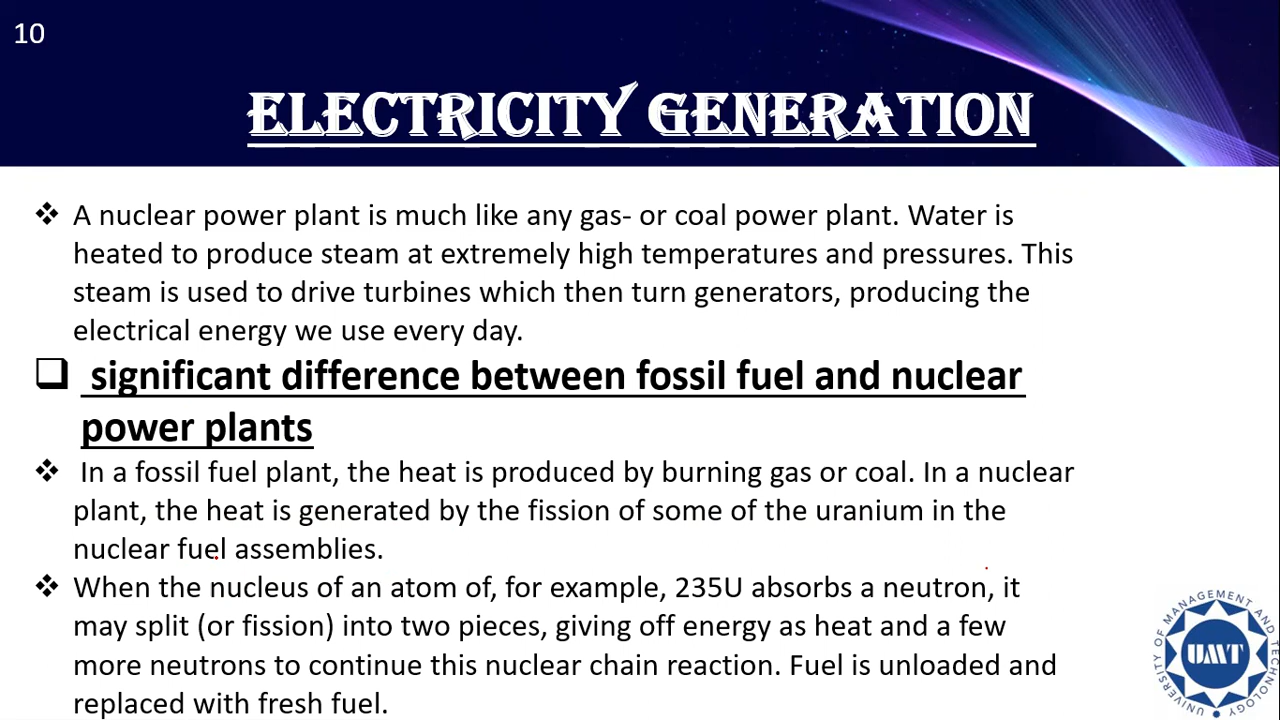 10
ELECTRICITY GENERATION
❖ A nuclear power plant is much like any gas- or coal power plant. Water is
heated to produce steam at extremely high temperatures and pressures. This
steam is used to drive turbines which then turn generators, producing the
electrical energy we use every day.
❑ significant difference between fossil fuel and nuclear
power plants
❖ In a fossil fuel plant, the heat is produced by burning gas or coal. In a nuclear
plant, the heat is generated by the fission of some of the uranium in the
nuclear fuel assemblies.
❖ When the nucleus of an atom of, for example, 235U absorbs a neutron, it
may split (or fission) into two pieces, giving off energy as heat and a few
more neutrons to continue this nuclear chain reaction. Fuel is unloaded and
replaced with fresh fuel.
UNIVERSITY OF MANAGEMENT AND TECHNOLOGY
UMT